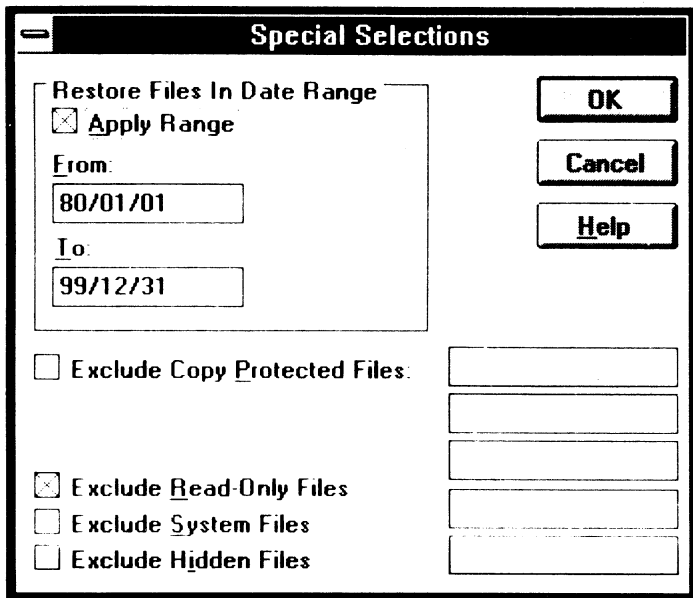 Special Selections
Restore Files In Date Range
Apply Range
From:
80/01/01
To:
99/12/31
OK
Cancel
Help
Exclude Copy Protected Files:
Exclude Read-Only Files
Exclude System Files
Exclude Hidden Files